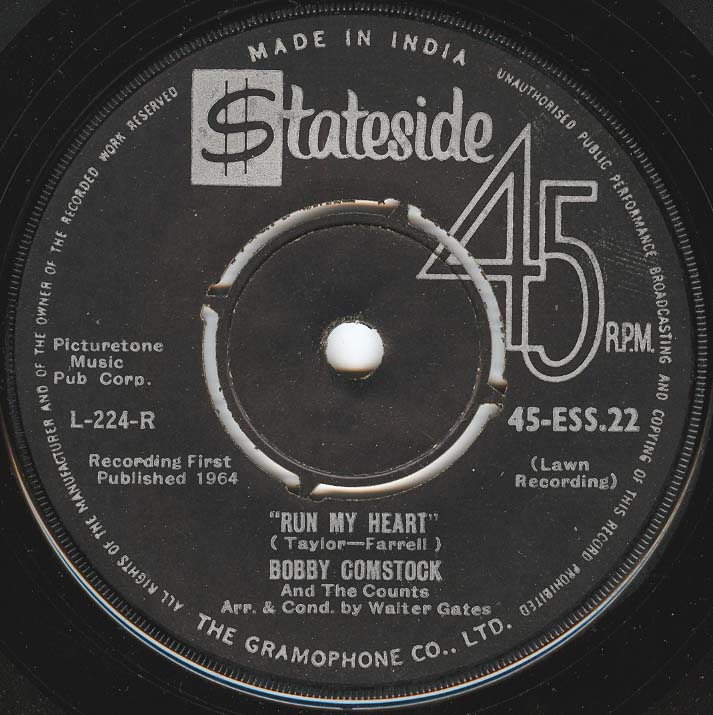 MADE IN INDIA
$tateside
45
R.P.M.
Picturetone
Music
Pub Corp.
L-224-R
45-ESS.22
Recording First
Published 1964
(Lawn
Recording)
"RUN MY HEART"
(Taylor—Farrell)
BOBBY COMSTOCK
And The Counts
Arr. & Cond. by Walter Gates
THE GRAMOPHONE CO., LTD.
ALL RIGHTS OF THE MANUFACTURER AND OF THE OWNER OF THE RECORDED WORK RESERVED
UNAUTHORISED PUBLIC PERFORMANCE BROADCASTING AND COPYING OF THIS RECORD PROHIBITED